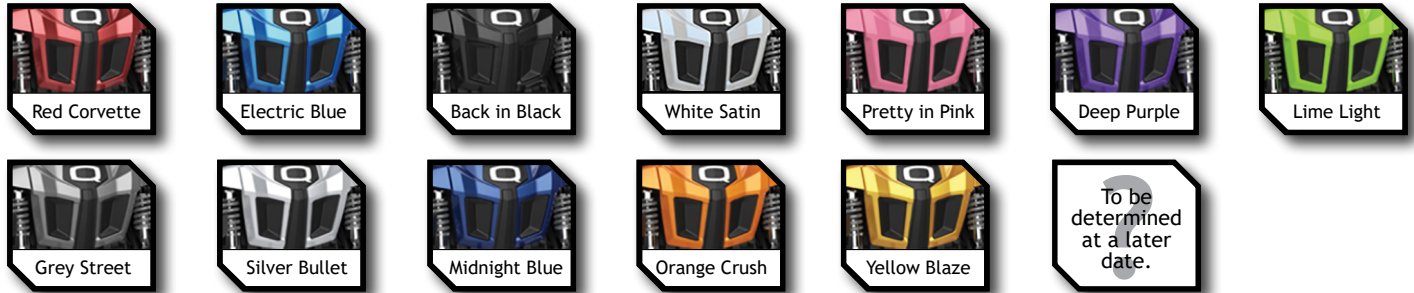 Q Q Q Q Q Q Q
Red Corvette Electric Blue Back in Black White Satin Pretty in Pink Deep Purple Lime Light
Q Q Q Q Q ?
Grey Street Silver Bullet Midnight Blue Orange Crush Yellow Blaze
To be
determined
at a later
date.